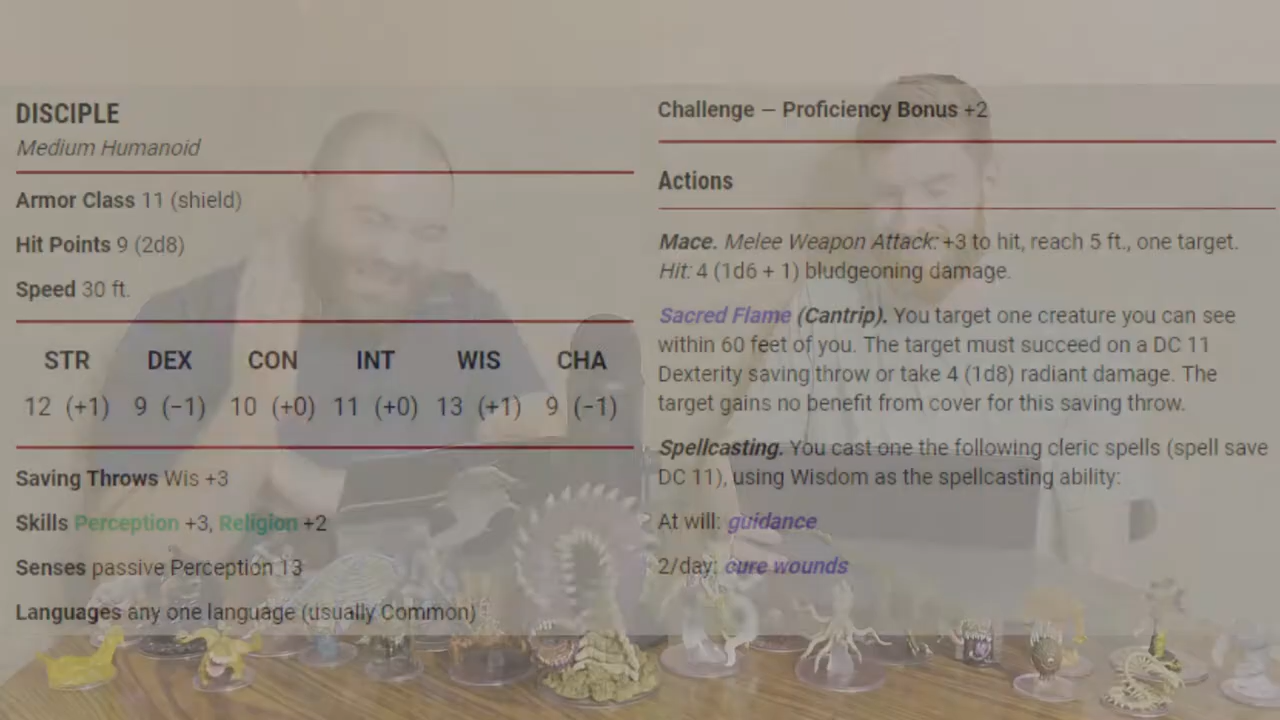 DISCIPLE
Medium Humanoid
Armor Class 11 (shield)
Hit Points 9 (2d8)
Speed 30 ft.
STR DEX CON INT WIS CHA
12 (+1) 9 (−1) 10 (+0) 11 (+0) 13 (+1) 9 (−1)
Saving Throws Wis +3
Skills Perception +3, Religion +2
Senses passive Perception 13
Languages any one language (usually Common)
Challenge — Proficiency Bonus +2
Actions
Mace. Melee Weapon Attack: +3 to hit, reach 5 ft., one target.
Hit: 4 (1d6 + 1) bludgeoning damage.
Sacred Flame (Cantrip). You target one creature you can see
within 60 feet of you. The target must succeed on a DC 11
Dexterity saving throw or take 4 (1d8) radiant damage. The
target gains no benefit from cover for this saving throw.
Spellcasting. You cast one the following cleric spells (spell save
DC 11), using Wisdom as the spellcasting ability:
At will: guidance
2/day: cure wounds